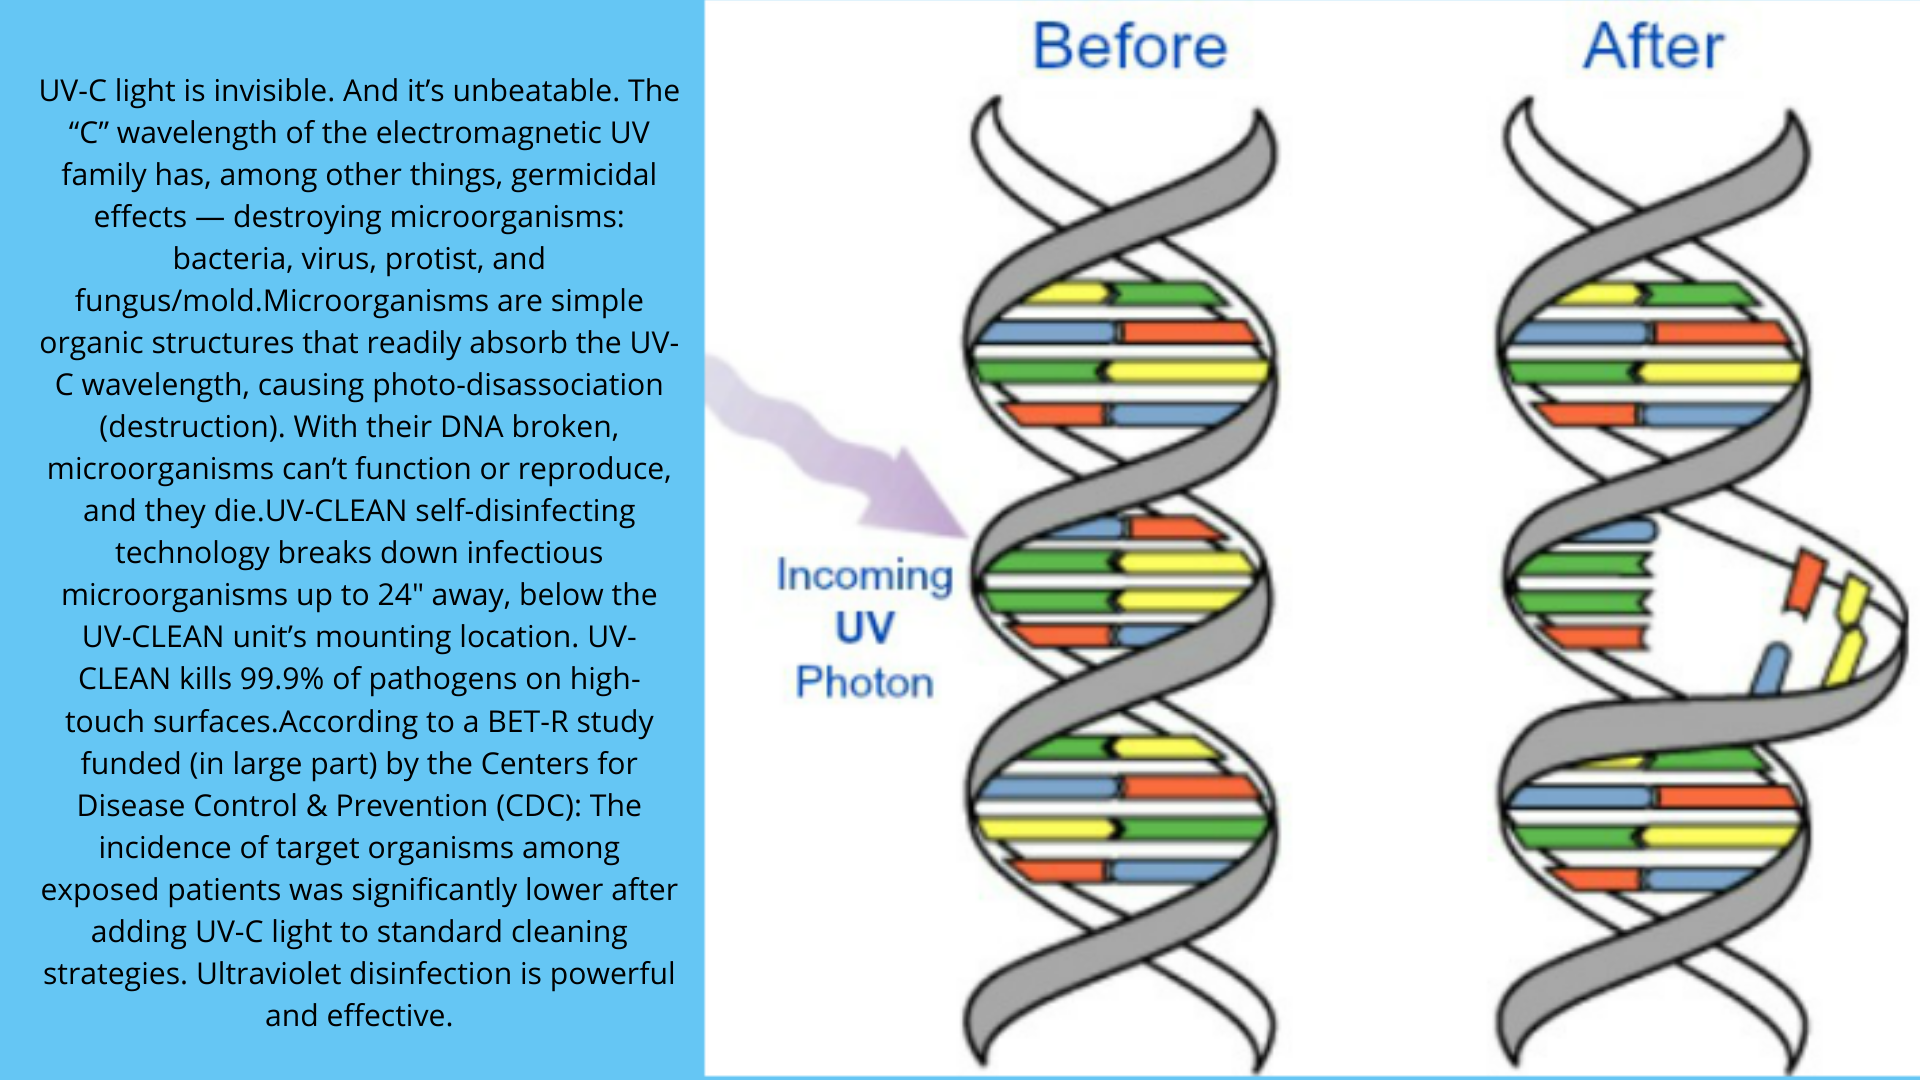 UV-C light is invisible. And it’s unbeatable. The
“C” wavelength of the electromagnetic UV
family has, among other things, germicidal
effects — destroying microorganisms:
bacteria, virus, protist, and
fungus/mold.Microorganisms are simple
organic structures that readily absorb the UV-
C wavelength, causing photo-disassociation
(destruction). With their DNA broken,
microorganisms can’t function or reproduce,
and they die.UV-CLEAN self-disinfecting
technology breaks down infectious
microorganisms up to 24" away, below the
UV-CLEAN unit’s mounting location. UV-
CLEAN kills 99.9% of pathogens on high-
touch surfaces.According to a BET-R study
funded (in large part) by the Centers for
Disease Control & Prevention (CDC): The
incidence of target organisms among
exposed patients was significantly lower after
adding UV-C light to standard cleaning
strategies. Ultraviolet disinfection is powerful
and effective.
Before
After
Incoming
UV
Photon